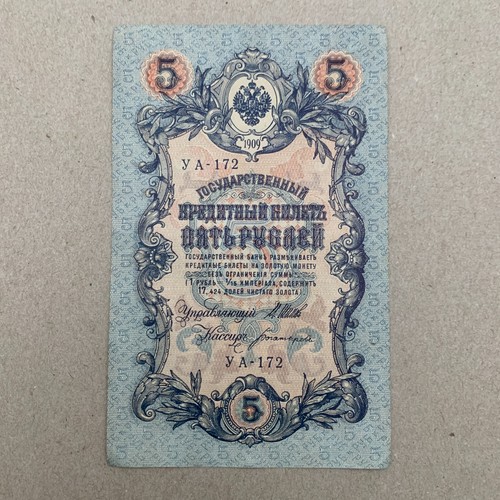 5 5
1909
УА-172
ГОСУДАРСТВЕННЫЙ
КРЕДИТНЫЙ БИЛЕТЪ
ПЯТЬ РУБЛЕЙ
ГОСУДАРСТВЕННЫЙ БАНКЪ РАЗМѢНИВАЕТЪ
КРЕДИТНЫЕ БИЛЕТЫ НА ЗОЛОТУЮ МОНЕТУ
БЕЗЪ ОГРАНИЧЕНІЯ СУММЫ
(1 РУБЛЬ = 1/15 ИМПЕРІАЛА, СОДЕРЖИТЪ
17,424 ДОЛЕЙ ЧИСТАГО ЗОЛОТА)
Управляющій
Кассиръ
УА-172
5